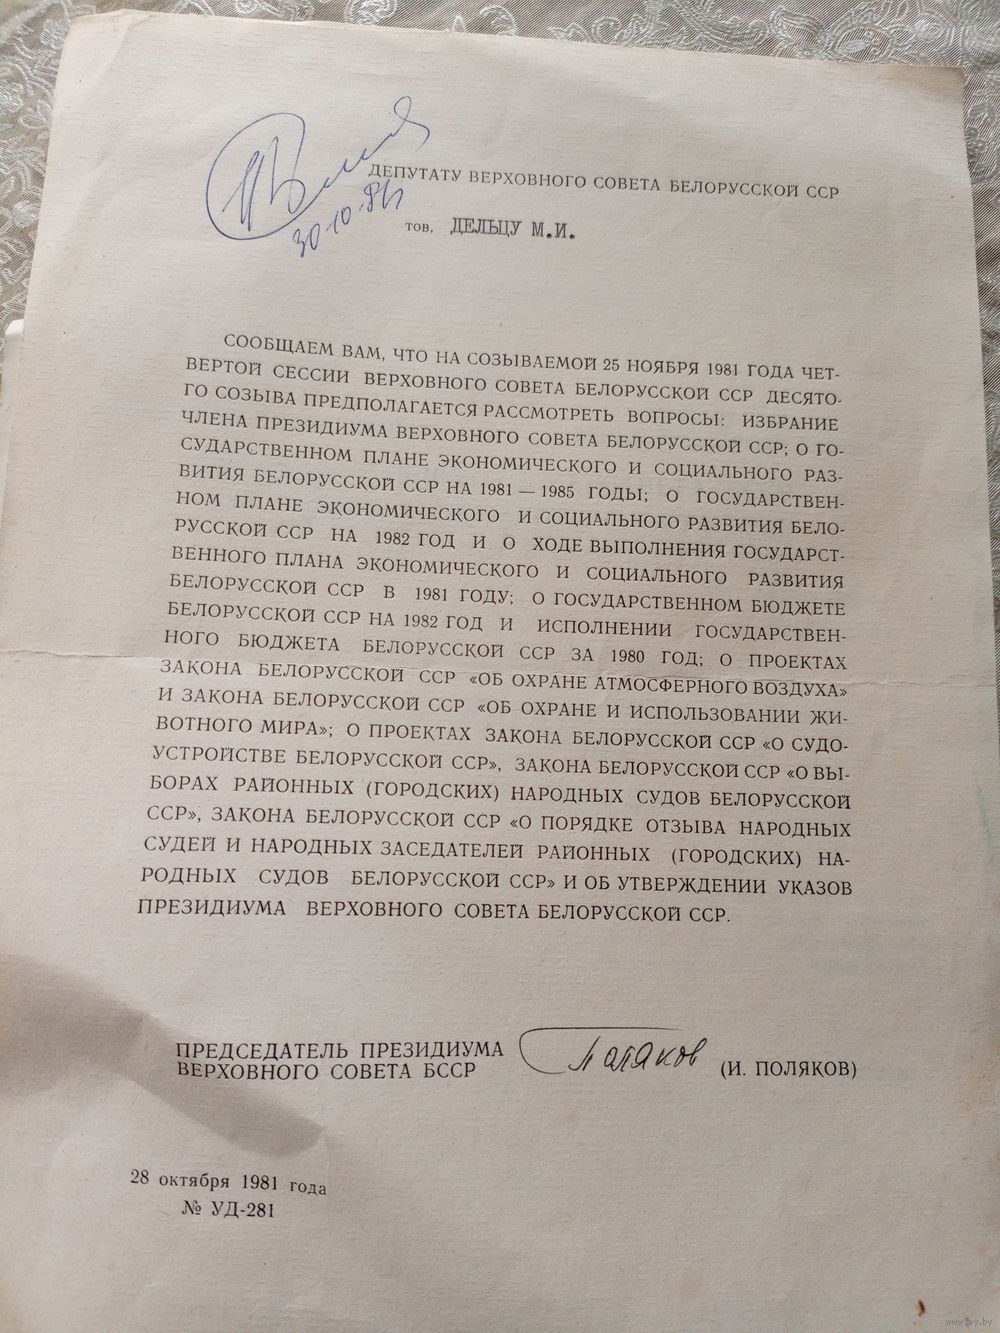 30.10.81
ДЕПУТАТУ ВЕРХОВНОГО СОВЕТА БЕЛОРУССКОЙ ССР
тов. ДЕЛЬЦУ М.И.
СООБЩАЕМ ВАМ, ЧТО НА СОЗЫВАЕМОЙ 25 НОЯБРЯ 1981 ГОДА ЧЕТ-
ВЕРТОЙ СЕССИИ ВЕРХОВНОГО СОВЕТА БЕЛОРУССКОЙ ССР ДЕСЯТО-
ГО СОЗЫВА ПРЕДПОЛАГАЕТСЯ РАССМОТРЕТЬ ВОПРОСЫ: ИЗБРАНИЕ
ЧЛЕНА ПРЕЗИДИУМА ВЕРХОВНОГО СОВЕТА БЕЛОРУССКОЙ ССР; О ГО-
СУДАРСТВЕННОМ ПЛАНЕ ЭКОНОМИЧЕСКОГО И СОЦИАЛЬНОГО РАЗ-
ВИТИЯ БЕЛОРУССКОЙ ССР НА 1981 — 1985 ГОДЫ; О ГОСУДАРСТВЕН-
НОМ ПЛАНЕ ЭКОНОМИЧЕСКОГО И СОЦИАЛЬНОГО РАЗВИТИЯ БЕЛО-
РУССКОЙ ССР НА 1982 ГОД И О ХОДЕ ВЫПОЛНЕНИЯ ГОСУДАРСТ-
ВЕННОГО ПЛАНА ЭКОНОМИЧЕСКОГО И СОЦИАЛЬНОГО РАЗВИТИЯ
БЕЛОРУССКОЙ ССР В 1981 ГОДУ; О ГОСУДАРСТВЕННОМ БЮДЖЕТЕ
БЕЛОРУССКОЙ ССР НА 1982 ГОД И ИСПОЛНЕНИИ ГОСУДАРСТВЕН-
НОГО БЮДЖЕТА БЕЛОРУССКОЙ ССР ЗА 1980 ГОД; О ПРОЕКТАХ
ЗАКОНА БЕЛОРУССКОЙ ССР «ОБ ОХРАНЕ АТМОСФЕРНОГО ВОЗДУХА»
И ЗАКОНА БЕЛОРУССКОЙ ССР «ОБ ОХРАНЕ И ИСПОЛЬЗОВАНИИ ЖИ-
ВОТНОГО МИРА»; О ПРОЕКТАХ ЗАКОНА БЕЛОРУССКОЙ ССР «О СУДО-
УСТРОЙСТВЕ БЕЛОРУССКОЙ ССР», ЗАКОНА БЕЛОРУССКОЙ ССР «О ВЫ-
БОРАХ РАЙОННЫХ (ГОРОДСКИХ) НАРОДНЫХ СУДОВ БЕЛОРУССКОЙ
ССР», ЗАКОНА БЕЛОРУССКОЙ ССР «О ПОРЯДКЕ ОТЗЫВА НАРОДНЫХ
СУДЕЙ И НАРОДНЫХ ЗАСЕДАТЕЛЕЙ РАЙОННЫХ (ГОРОДСКИХ) НА-
РОДНЫХ СУДОВ БЕЛОРУССКОЙ ССР» И ОБ УТВЕРЖДЕНИИ УКАЗОВ
ПРЕЗИДИУМА ВЕРХОВНОГО СОВЕТА БЕЛОРУССКОЙ ССР.
ПРЕДСЕДАТЕЛЬ ПРЕЗИДИУМА
ВЕРХОВНОГО СОВЕТА БССР (И. ПОЛЯКОВ)
28 октября 1981 года
№ УД-281
www.ay.by